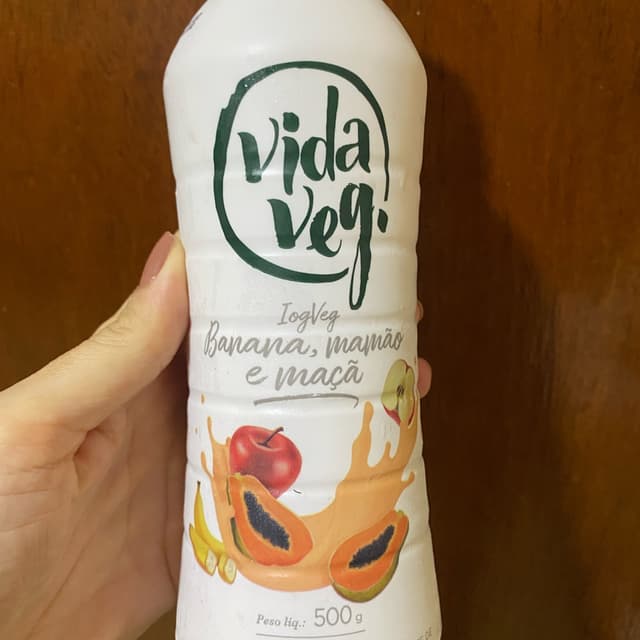 vida
veg.
IogVeg
Banana, mamão
e maçã
Peso líq.: 500 g